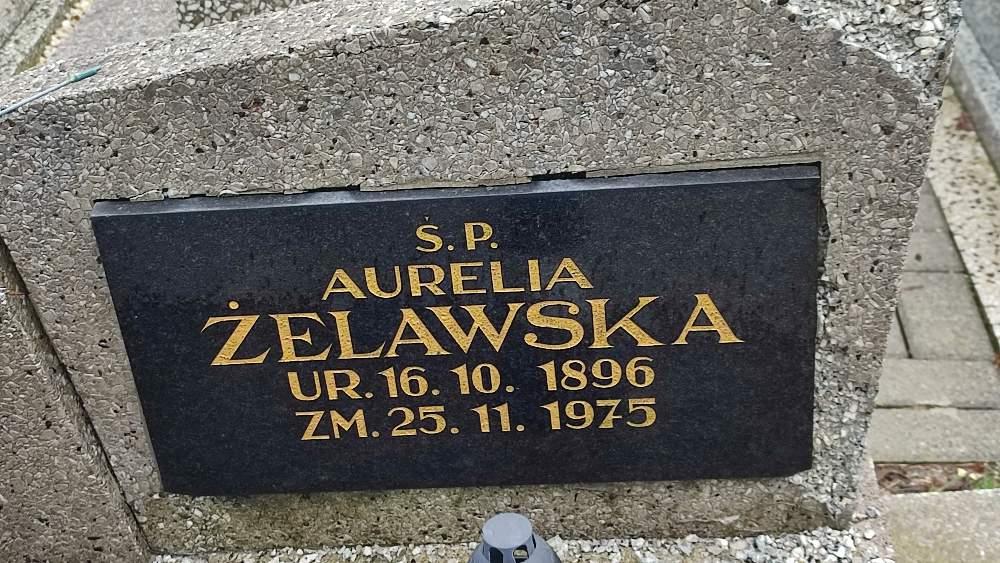 Ś.P.
AURELIA
ŻELAWSKA
UR. 16. 10. 1896
ZM. 25. 11. 1975